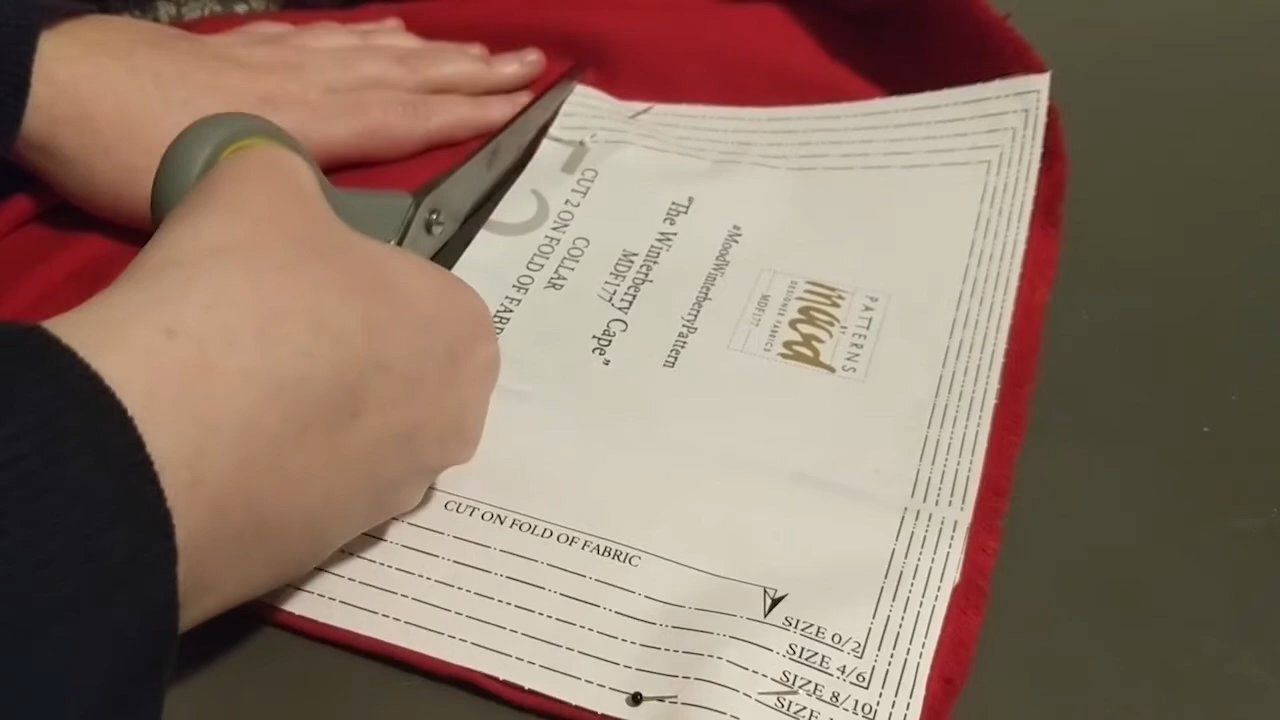 CUT 2 ON FOLD OF
COLLAR
MDF177
"The Winterberry Cape"
#MoodWinterberryPattern
PATTERNS
BY
mood
DESIGNER FABRICS
MDF177
CUT ON FOLD OF FABRIC
SIZE 0/2
SIZE 4/6
SIZE 8/10
SIZE